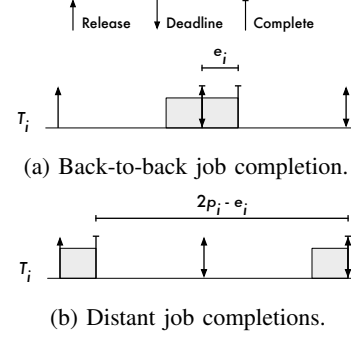 Release Deadline Complete
e_i
T_i
(a) Back-to-back job completion.
2p_i - e_i
T_i
(b) Distant job completions.